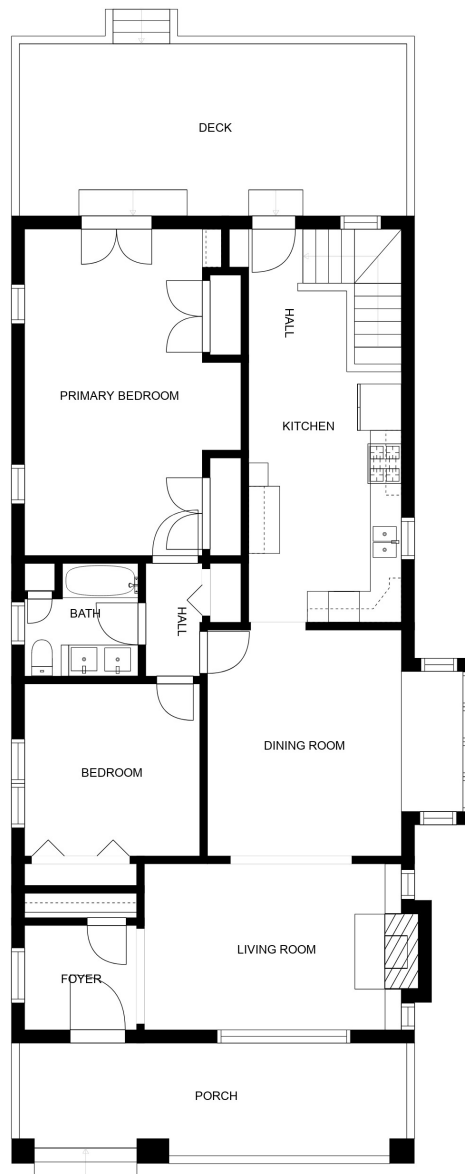 DECK
HALL
PRIMARY BEDROOM
KITCHEN
BATH
HALL
DINING ROOM
BEDROOM
LIVING ROOM
FOYER
PORCH